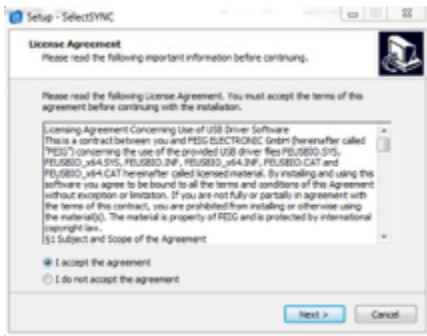 Setup - SelectSYNC
License Agreement
Please read the following important information before continuing.
Please read the following License Agreement. You must accept the terms of this
agreement before continuing with the installation.
Licensing Agreement Concerning Use of USB Driver Software
This is a contract between you and FEIG ELECTRONIC GmbH (hereinafter called
"FEIG") concerning the use of the provided USB driver files FEUSBIO.SYS,
FEUSBIO_x64.SYS, FEUSBIO.INF, FEUSBIO_x64.INF, FEUSBIO.CAT and
FEUSBIO_x64.CAT hereinafter called licensed material. By installing and using this
software you agree to be bound to all the terms and conditions of this Agreement
without exception or limitation. If you are not fully or partially in agreement with
the terms of this contract, you are prohibited from installing or otherwise using
the material(s). The material is property of FEIG and is protected by international
copyright law.
§1 Subject and Scope of the Agreement
I accept the agreement
I do not accept the agreement
Next >
Cancel